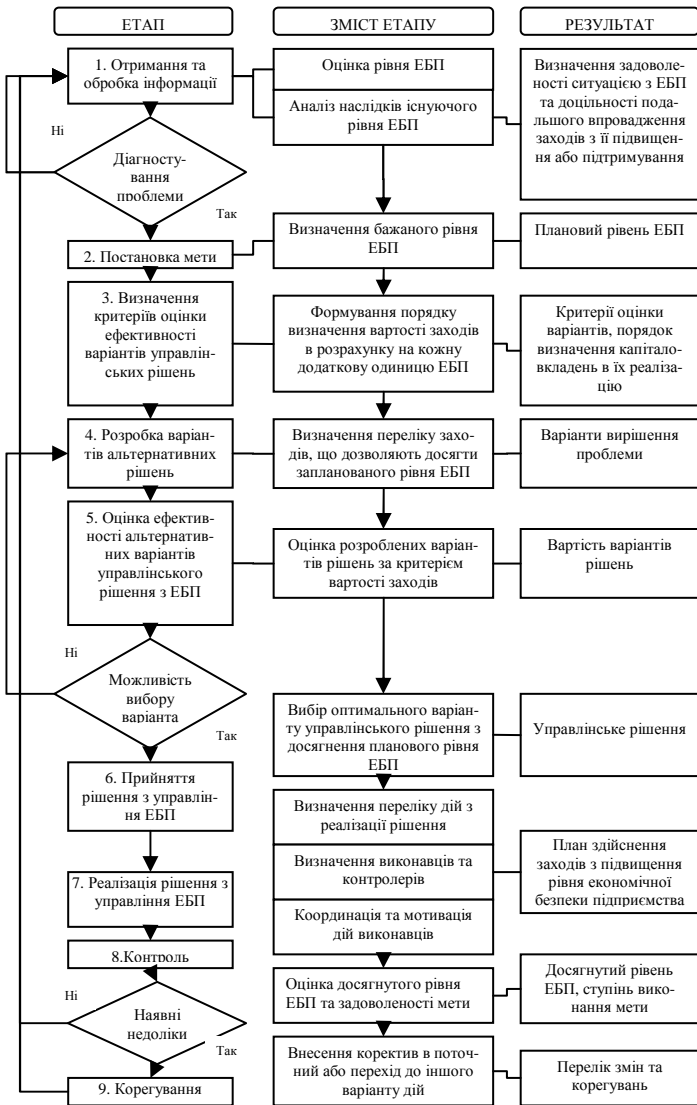 ЕТАП
ЗМІСТ ЕТАПУ
РЕЗУЛЬТАТ
1. Отримання та
обробка інформації
Оцінка рівня ЕБП
Аналіз наслідків існуючого
рівня ЕБП
Визначення задоволе-
ності ситуацією з ЕБП
та доцільності пода-
льшого впровадження
заходів з її підвищен-
ня або підтримування
Ні
Діагносту-
вання
проблеми
Так
2. Постановка мети
Визначення бажаного рівня
ЕБП
Плановий рівень ЕБП
3. Визначення
критеріїв оцінки
ефективності
варіантів управлін-
ських рішень
Формування порядку
визначення вартості заходів
в розрахунку на кожну
додаткову одиницю ЕБП
Критерії оцінки
варіантів, порядок
визначення капітало-
вкладень в їх реаліза-
цію
4. Розробка варіан-
тів альтернативних
рішень
Визначення переліку захо-
дів, що дозволяють досягти
запланованого рівня ЕБП
Варіанти вирішення
проблеми
5. Оцінка ефектив-
ності альтернатив-
них варіантів
управлінського
рішення з ЕБП
Оцінка розроблених варіан-
тів рішень за критерієм
вартості заходів
Вартість варіантів
рішень
Ні
Можливість
вибору
варіанта
Так
Вибір оптимального варіан-
ту управлінського рішення з
досягнення планового рівня
ЕБП
Управлінське рішення
6. Прийняття
рішення з управлін-
ня ЕБП
Визначення переліку дій з
реалізації рішення
Визначення виконавців та
контролерів
Координація та мотивація
дій виконавців
План здійснення
заходів з підвищення
рівня економічної
безпеки підприємства
7. Реалізація рішення з
управління ЕБП
8.Контроль
Оцінка досягнутого рівня
ЕБП та задоволеності мети
Досягнутий рівень
ЕБП, ступінь вико-
нання мети
Ні
Наявні
недоліки
Так
9. Корегування
Внесення коректив в поточ-
ний або перехід до іншого
варіанту дій
Перелік змін та
корегувань